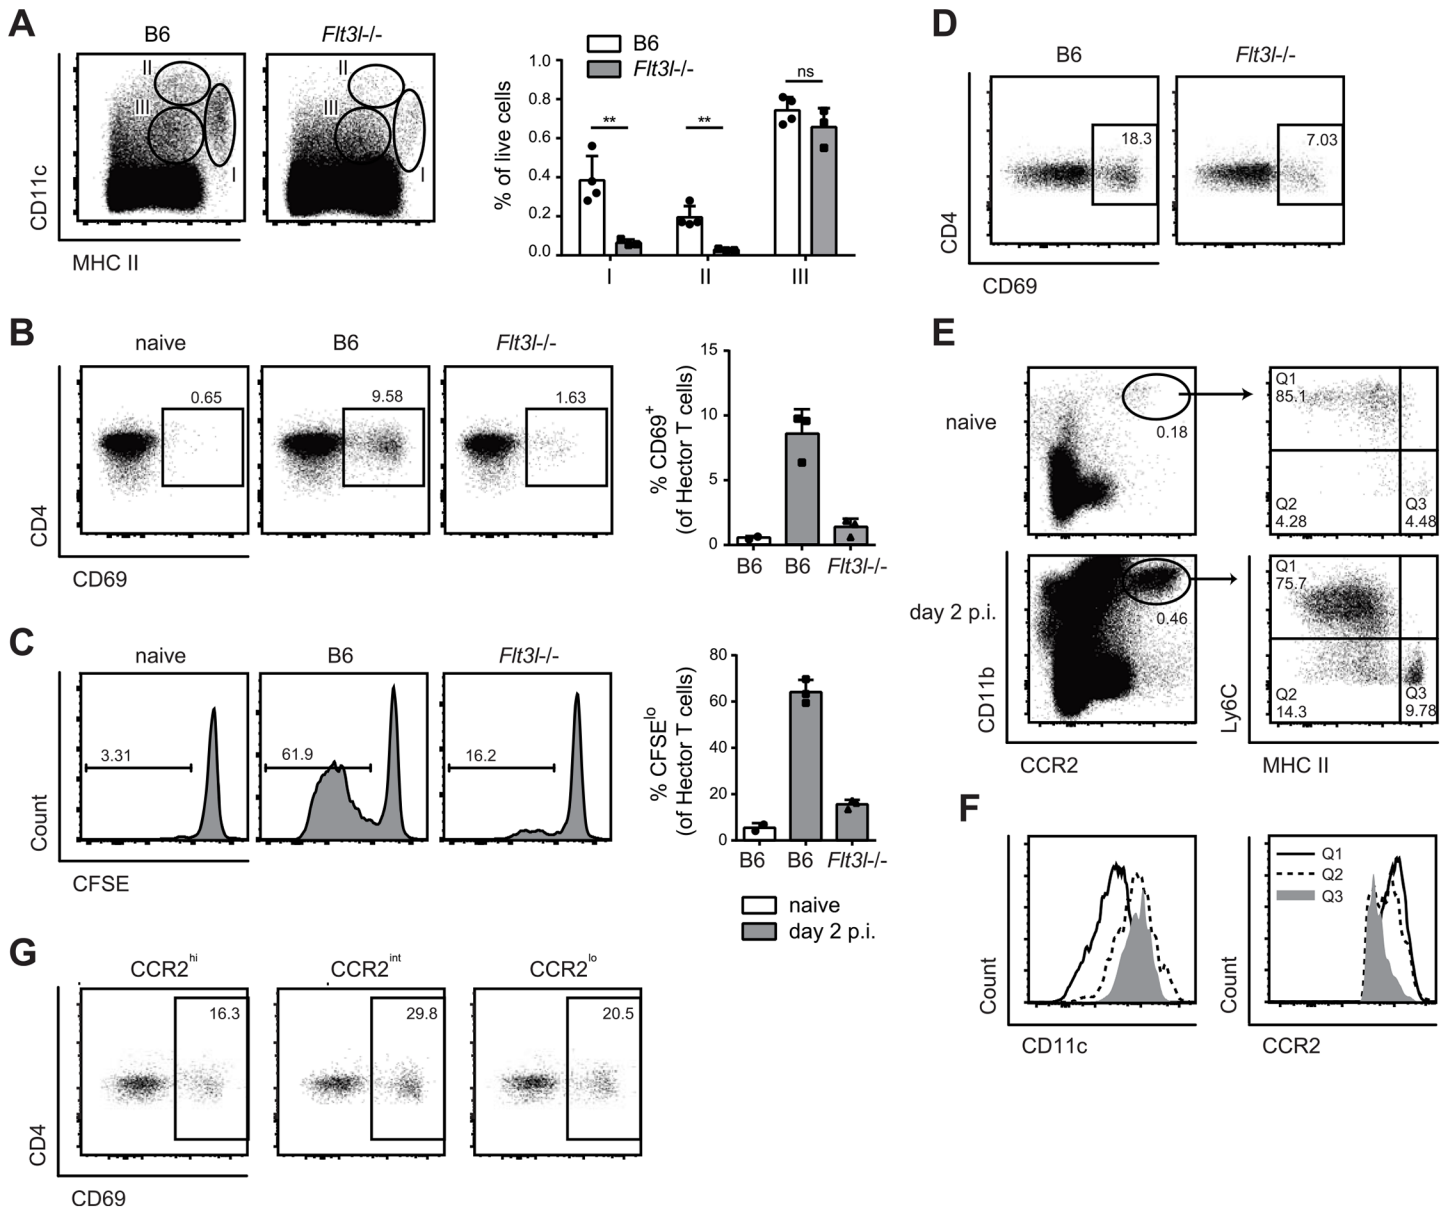 A
B6
Flt3l-/-
II
III
I
II
III
I
CD11c
MHC II
B6
Flt3l-/-
% of live cells
1.0
0.8
0.6
0.4
0.2
0.0
**
**
ns
I
II
III
D
B6
Flt3l-/-
18.3
7.03
CD4
CD69
B
naive
B6
Flt3l-/-
0.65
9.58
1.63
CD4
CD69
% CD69+
(of Hector T cells)
15
10
5
0
B6
B6
Flt3l-/-
E
naive
0.18
Q1
85.1
Q2
4.28
Q3
4.48
day 2 p.i.
0.46
Q1
75.7
Q2
14.3
Q3
9.78
CD11b
CCR2
Ly6C
MHC II
C
naive
B6
Flt3l-/-
3.31
61.9
16.2
Count
CFSE
% CFSElo
(of Hector T cells)
80
60
40
20
0
B6
B6
Flt3l-/-
naive
day 2 p.i.
F
Count
CD11c
Q1
Q2
Q3
Count
CCR2
G
CCR2hi
CCR2int
CCR2lo
16.3
29.8
20.5
CD4
CD69